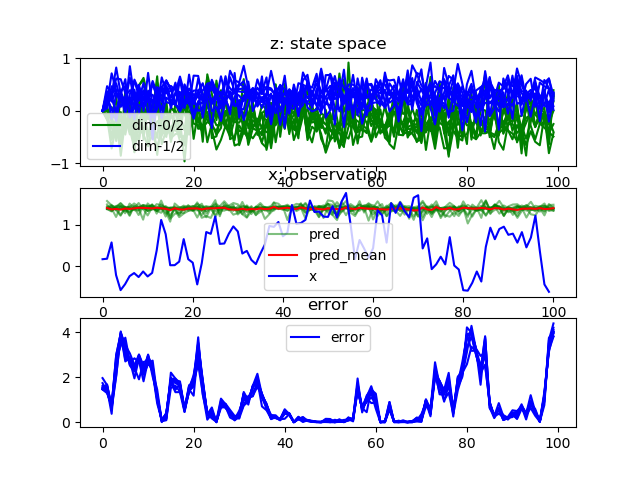 z: state space
1
0
−1
dim-0/2
dim-1/2
0 20 40 60 80 100
x: observation
1
0
pred
pred_mean
x
0 20 40 60 80 100
error
4
2
0
error
0 20 40 60 80 100